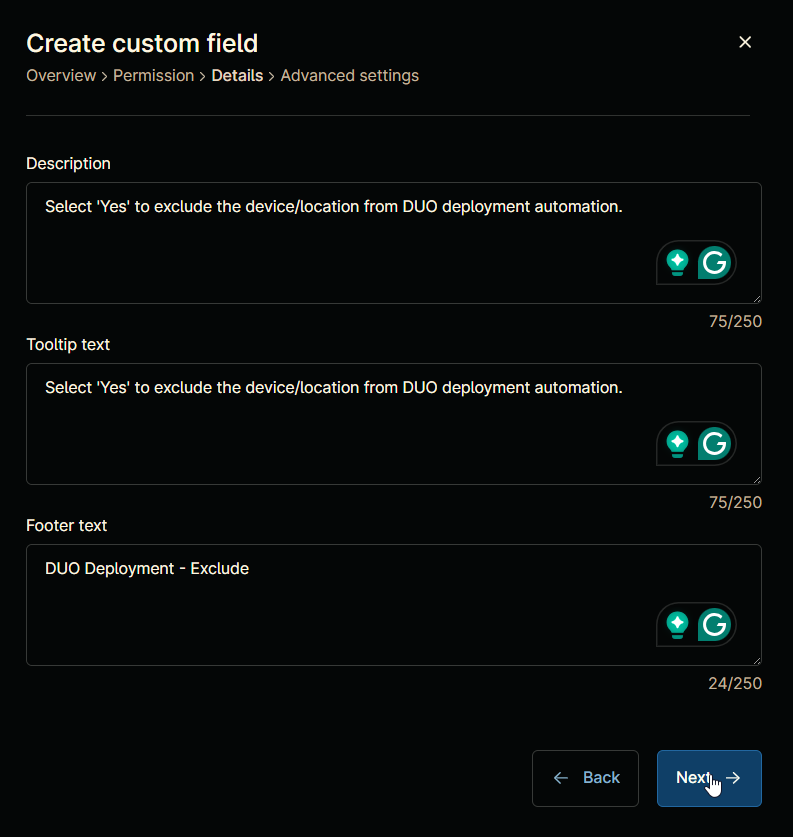 Create custom field
Overview > Permission > Details > Advanced settings
Description
Select 'Yes' to exclude the device/location from DUO deployment automation.
75/250
Tooltip text
Select 'Yes' to exclude the device/location from DUO deployment automation.
75/250
Footer text
DUO Deployment - Exclude
24/250
← Back
Next →